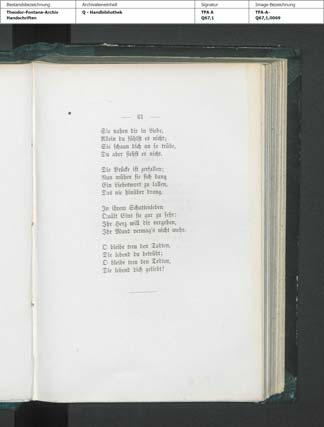 Bestandsbezeichnung
Archivalieneinheit
Signatur
Image-Bezeichnung
Theodor-Fontane-Archiv
Handschriften
Q - Handbibliothek
TFA A
Q67,1
TFA-A-
Q67,1,0069
— 61 —
Sie nahen dir in Liebe,
Allein du fühlst es nicht;
Sie schaun dich an so trübe,
Du aber siehst es nicht.
Die Brücke ist zerfallen;
Nun mühen sie sich bang
Ein Liebeswort zu lallen,
Das nie hinüber drang.
In ihrem Schattenleben
Quält Eins sie gar zu sehr:
Ihr Herz will dir vergeben,
Ihr Mund vermag's nicht mehr.
O bleibe treu den Todten,
Die lebend du betrübt;
O bleibe treu den Todten,
Die lebend dich geliebt!